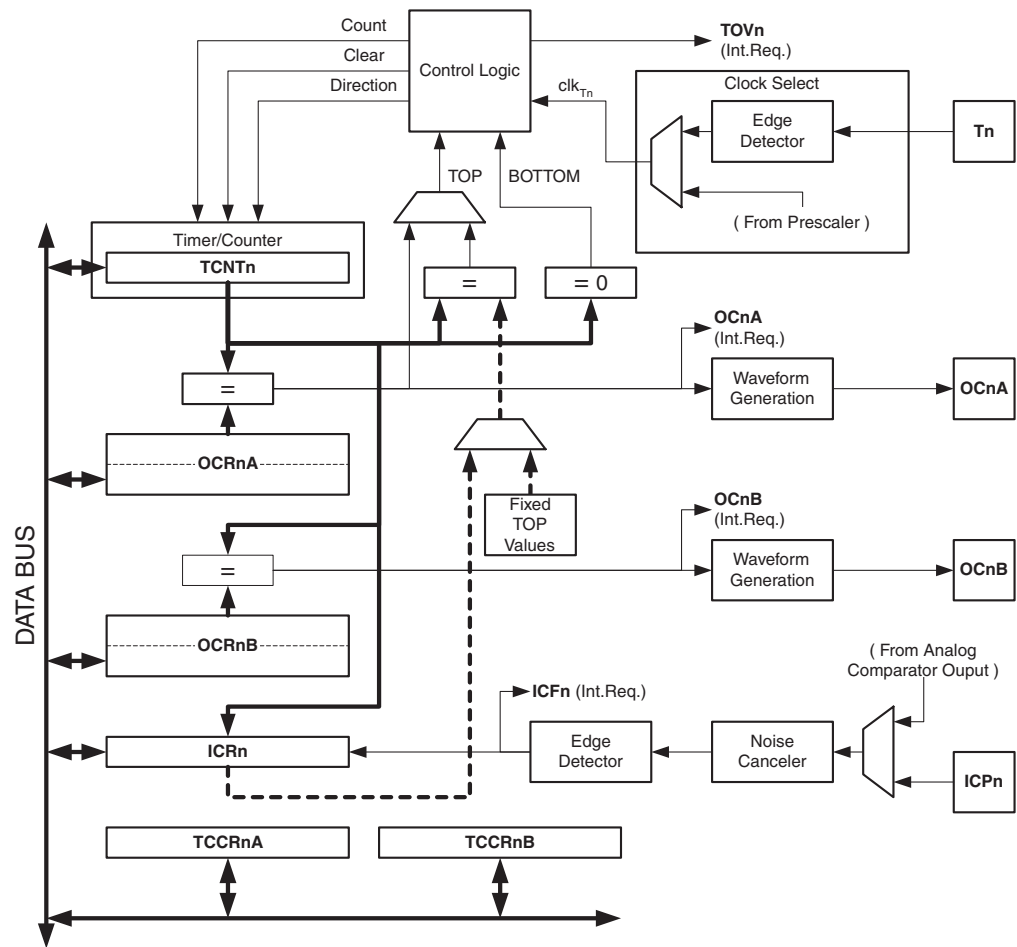 Count
Clear
Direction
Control Logic
TOVn
(Int.Req.)
clkTn
Clock Select
Edge
Detector
Tn
( From Prescaler )
TOP
BOTTOM
Timer/Counter
TCNTn
=
= 0
OCnA
(Int.Req.)
=
Waveform
Generation
OCnA
OCRnA
Fixed
TOP
Values
OCnB
(Int.Req.)
=
Waveform
Generation
OCnB
OCRnB
DATA BUS
( From Analog
Comparator Ouput )
ICFn (Int.Req.)
ICRn
Edge
Detector
Noise
Canceler
ICPn
TCCRnA
TCCRnB